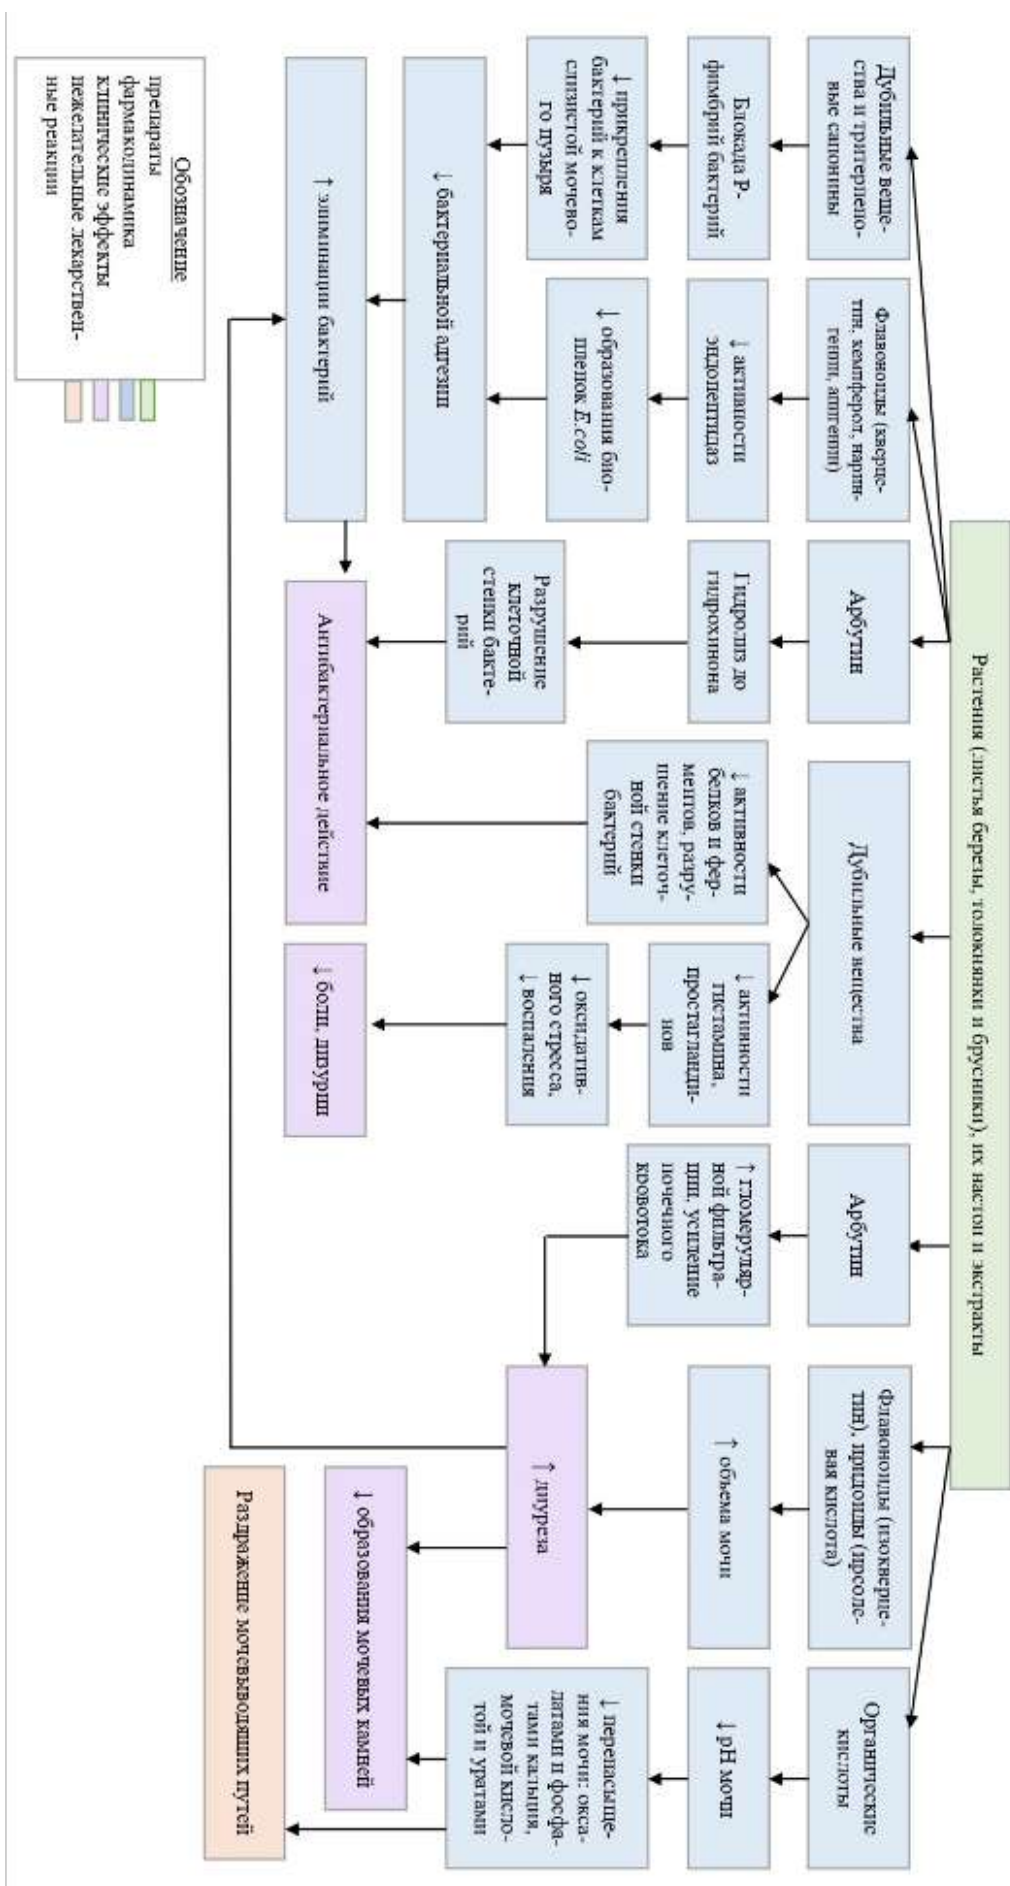 Растения (листья березы, толокнянки и брусники), их настои и экстракты
Дубильные веще-
ства и тритерпено-
вые сапонины
Флавоноиды (кверце-
тин, кемпферол, нарин-
генин, апигенин)
Арбутин
Дубильные вещества
Арбутин
Флавоноиды (изокверце-
тин), иридоиды (ирсоле-
вая кислота)
Органические
кислоты
Блокада Р-
фимбрий бактерий
↓ активности
эндопептидаз
Гидролиз до
гидрохинона
↓ активности
белков и фер-
ментов, разру-
шение клеточ-
ной стенки
бактерий
↓ активности
гистамина,
простагланди-
нов
↑ гломеруляр-
ной фильтра-
ции, усиление
почечного
кровотока
↑ объема мочи
↓ pH мочи
↓ прикрепления
бактерий к клеткам
слизистой мочево-
го пузыря
↓ образования био-
пленок E.coli
Разрушение
клеточной
стенки бакте-
рий
↓ оксидатив-
ного стресса,
↓ воспаления
↑ диуреза
↓ перенасыще-
ния мочи: окса-
латами и фосфа-
тами кальция,
мочевой кисло-
той и уратами
↓ бактериальной адгезии
↑ элиминации бактерий
Антибактериальное действие
↓ боли, дизурии
↓ образования мочевых камней
Раздражение мочевыводящих путей
Обозначение
препараты
фармакодинамика
клинические эффекты
нежелательные лекарствен-
ные реакции